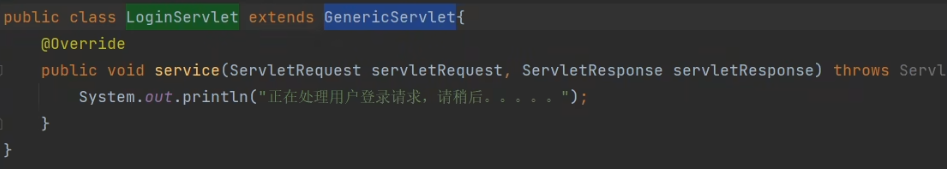 public class LoginServlet extends GenericServlet{
@Override
public void service(ServletRequest servletRequest, ServletResponse servletResponse) throws Servl
System.out.println("正在处理用户登录请求，请稍后。。。。。");
}
}